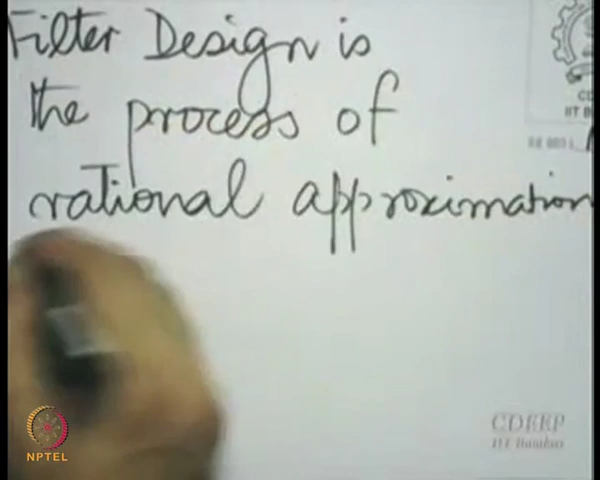 Filter Design is
the process of
rational approximation
CDEEP
IIT Bombay
NPTEL